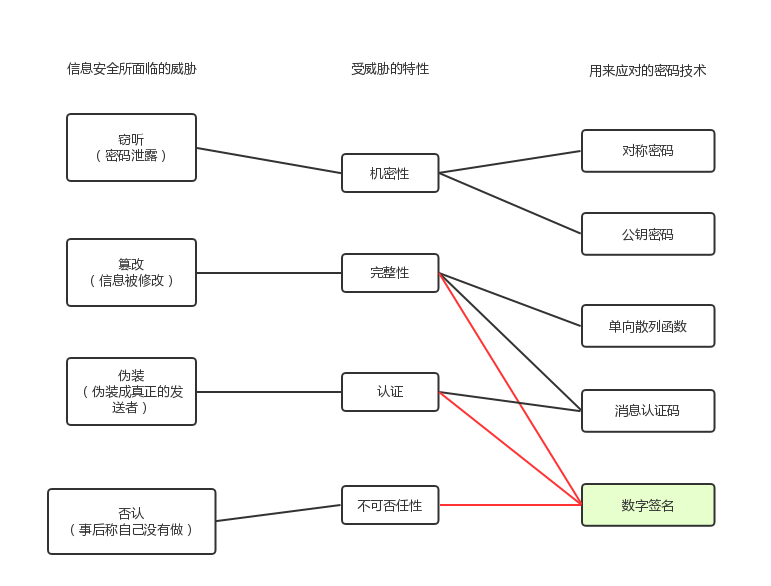 信息安全所面临的威胁
受威胁的特性
用来应对的密码技术
窃听
（密码泄露）
机密性
对称密码
公钥密码
篡改
（信息被修改）
完整性
单向散列函数
伪装
（伪装成真正的发
送者）
认证
消息认证码
否认
（事后称自己没有做）
不可否任性
数字签名